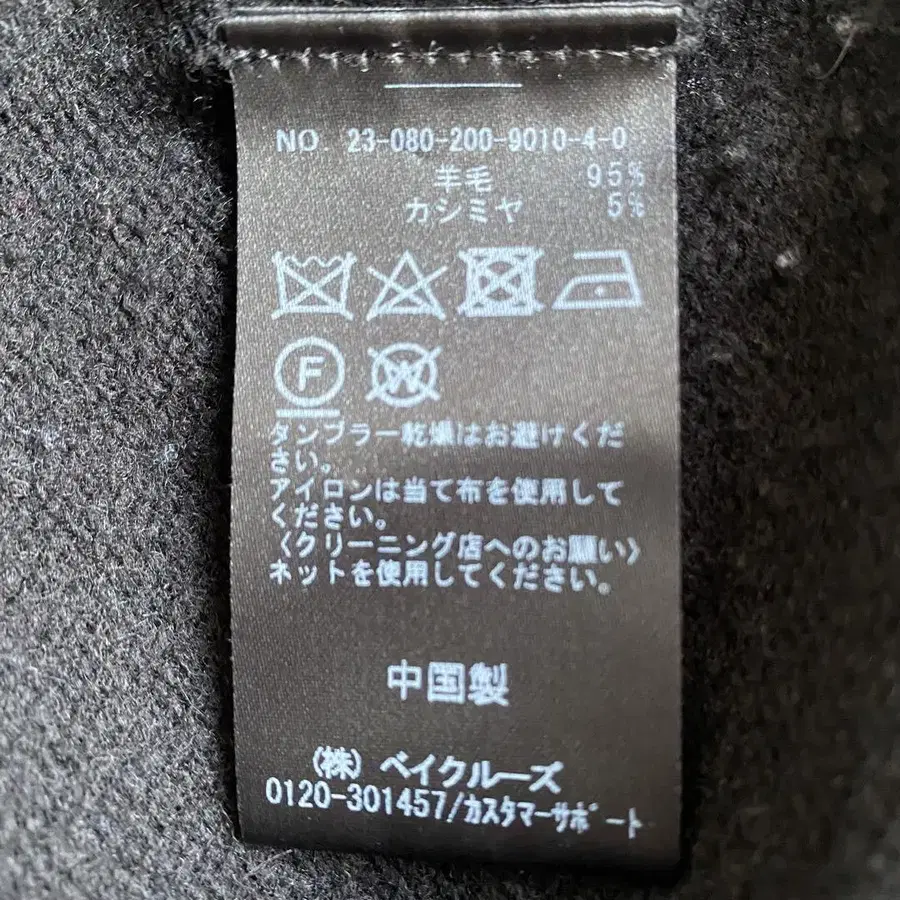 NO. 23-080-200-9010-4-0
羊毛 95%
カシミヤ 5%
F W
タンブラー乾燥はお避けくだ
さい。
アイロンは当て布を使用して
ください。
〈クリーニング店へのお願い〉
ネットを使用してください。
中国製
(株) ベイクルーズ
0120-301457/カスタマーサポート